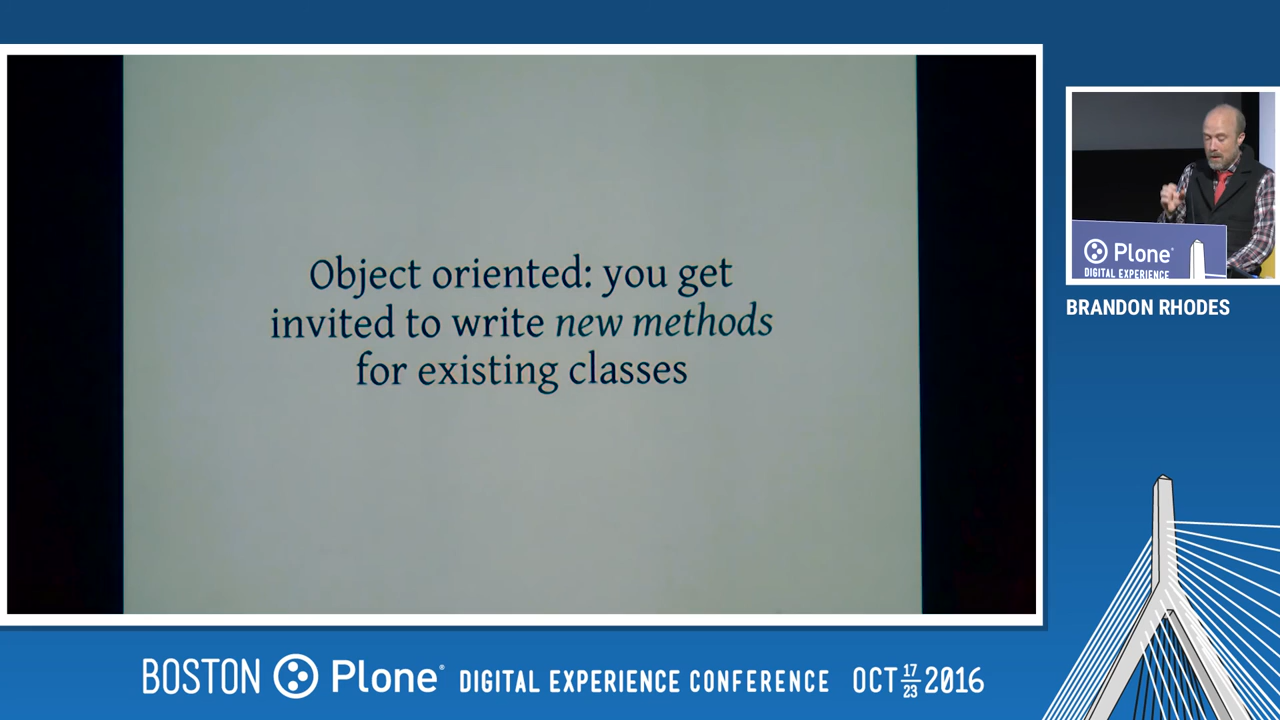 Object oriented: you get
invited to write new methods
for existing classes
Plone®
DIGITAL EXPERIENCE
BRANDON RHODES
BOSTON Plone® DIGITAL EXPERIENCE CONFERENCE OCT 17 23 2016